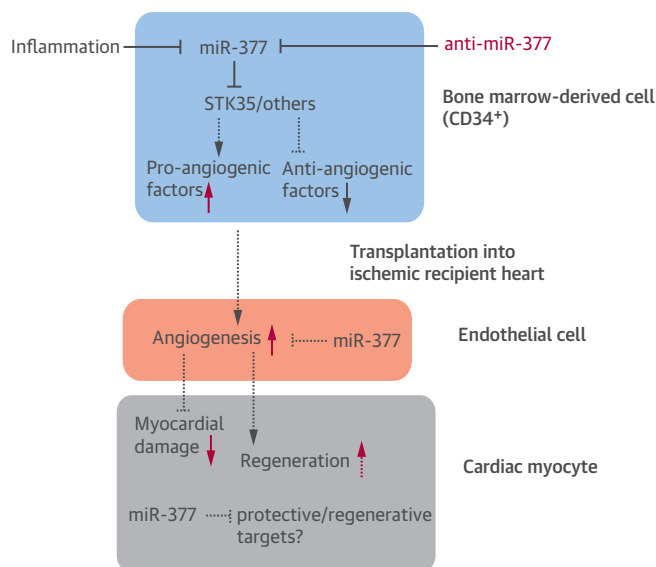 Inflammation
miR-377
anti-miR-377
STK35/others
Bone marrow-derived cell
(CD34+)
Pro-angiogenic
factors
Anti-angiogenic
factors
Transplantation into
ischemic recipient heart
Angiogenesis
miR-377
Endothelial cell
Myocardial
damage
Regeneration
Cardiac myocyte
miR-377
protective/regenerative
targets?